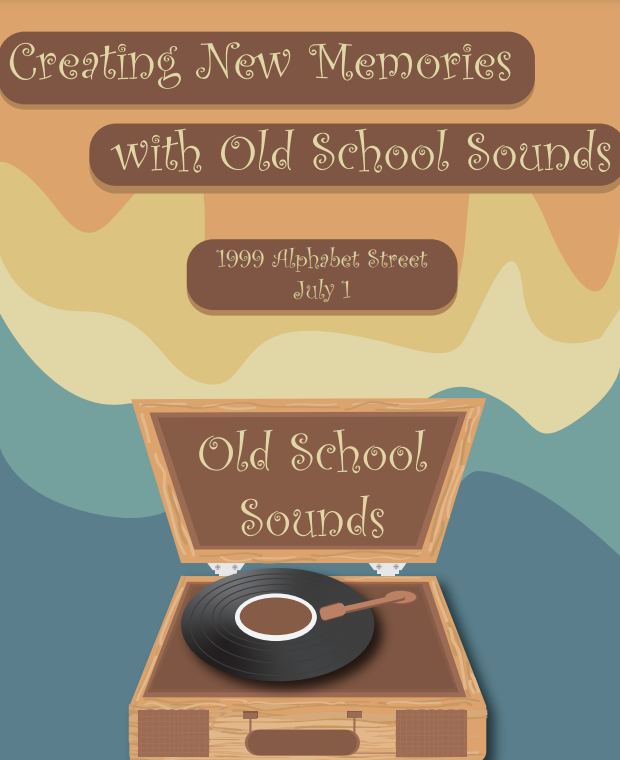 Creating New Memories
with Old School Sounds
1999 Alphabet Street
July 1
Old School
Sounds